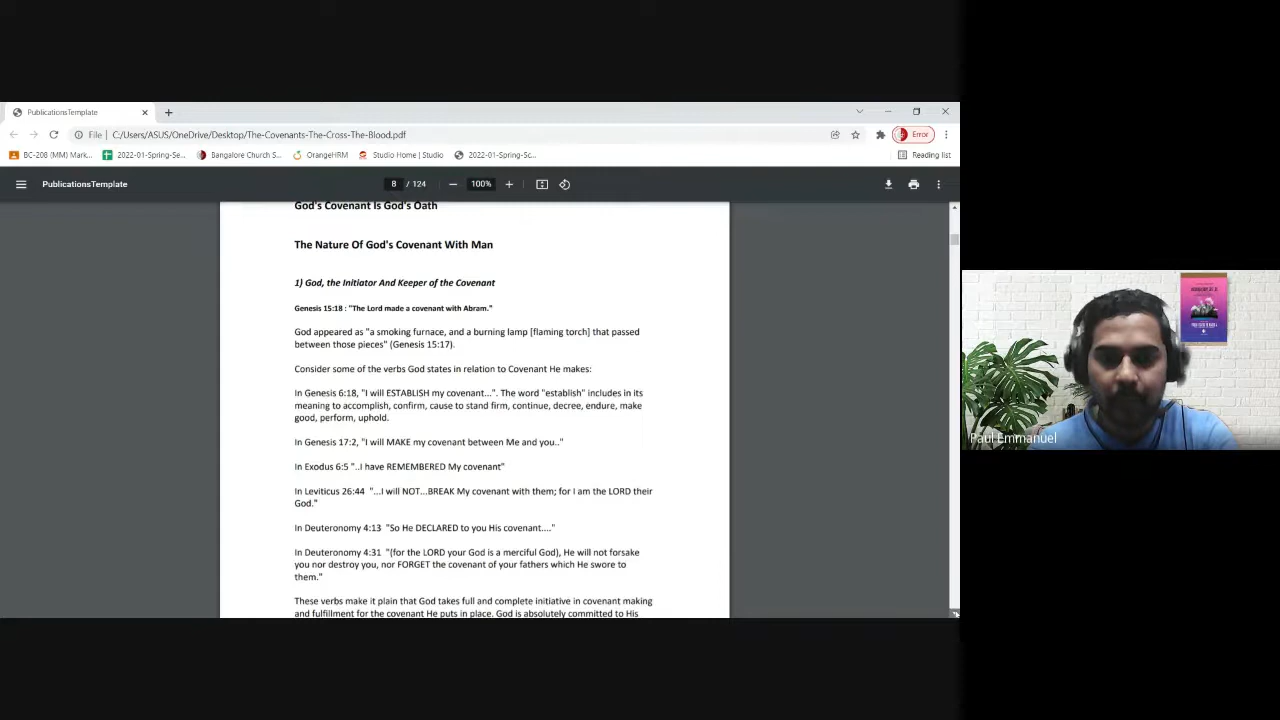 PublicationsTemplate
File | C:/Users/ASUS/OneDrive/Desktop/The-Covenants-The-Cross-The-Blood.pdf
Error
BC-208 (MM) Mark...
2022-01-Spring-Se...
Bangalore Church S...
OrangeHRM
Studio Home | Studio
2022-01-Spring-Sc...
Reading list
PublicationsTemplate
8 / 124
100%
God's Covenant Is God's Oath
The Nature Of God's Covenant With Man
1) God, the Initiator And Keeper of the Covenant
Genesis 15:18 : "The Lord made a covenant with Abram."
God appeared as "a smoking furnace, and a burning lamp [flaming torch] that passed
between those pieces" (Genesis 15:17).
Consider some of the verbs God states in relation to Covenant He makes:
In Genesis 6:18, "I will ESTABLISH my covenant...". The word "establish" includes in its
meaning to accomplish, confirm, cause to stand firm, continue, decree, endure, make
good, perform, uphold.
In Genesis 17:2, "I will MAKE my covenant between Me and you.."
In Exodus 6:5 "..I have REMEMBERED My covenant"
In Leviticus 26:44 "...I will NOT...BREAK My covenant with them; for I am the LORD their
God."
In Deuteronomy 4:13 "So He DECLARED to you His covenant...."
In Deuteronomy 4:31 "(for the LORD your God is a merciful God), He will not forsake
you nor destroy you, nor FORGET the covenant of your fathers which He swore to
them."
These verbs make it plain that God takes full and complete initiative in covenant making
and fulfillment for the covenant He puts in place. God is absolutely committed to His
Paul Emmanuel